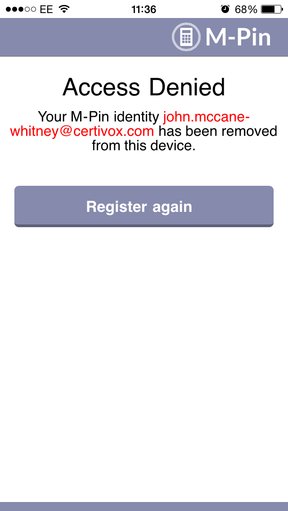 EE 11:36 68%
M-Pin
Access Denied
Your M-Pin identity john.mccane-
whitney@certivox.com has been removed
from this device.
Register again